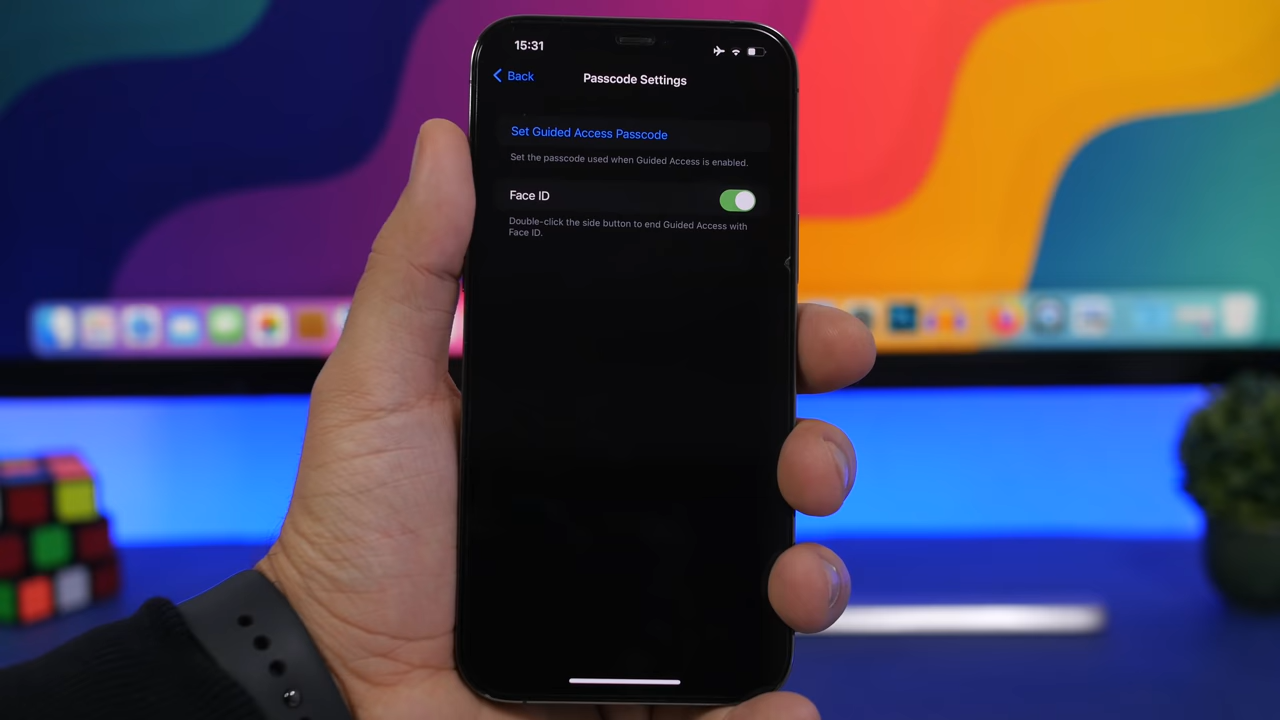 15:31
Back
Passcode Settings
Set Guided Access Passcode
Set the passcode used when Guided Access is enabled.
Face ID
Double-click the side button to end Guided Access with
Face ID.